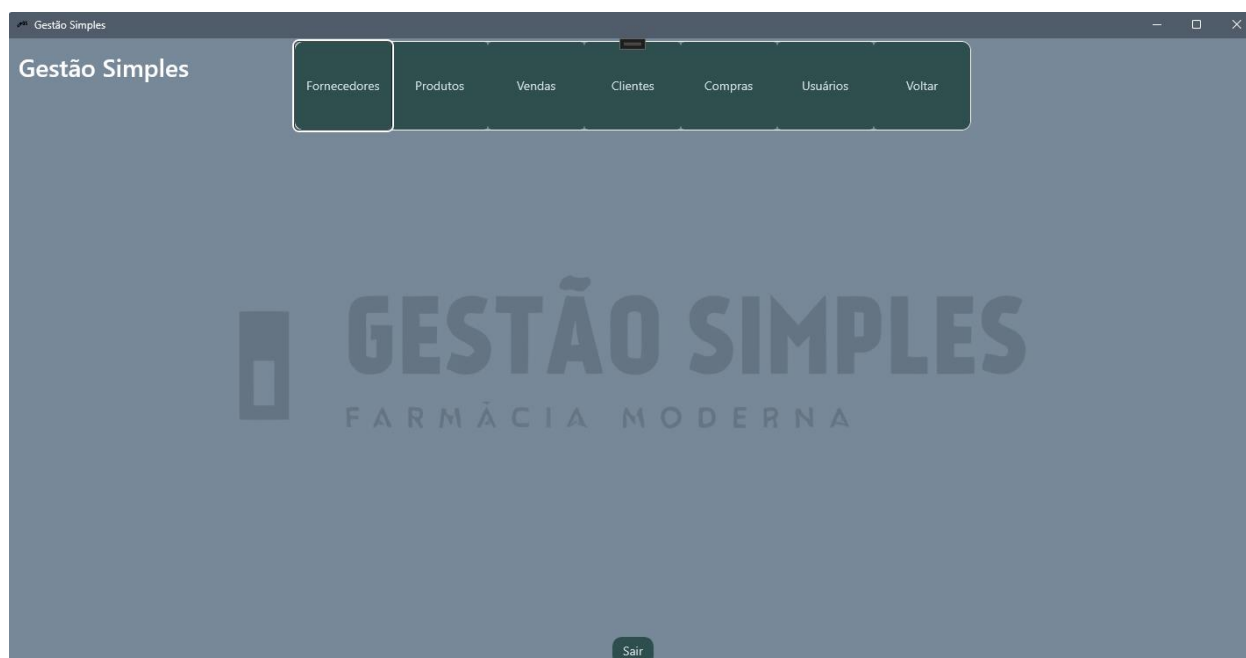 Gestão Simples
Gestão Simples
Fornecedores Produtos Vendas Clientes Compras Usuários Voltar
GESTÃO SIMPLES
FARMÁCIA MODERNA
Sair